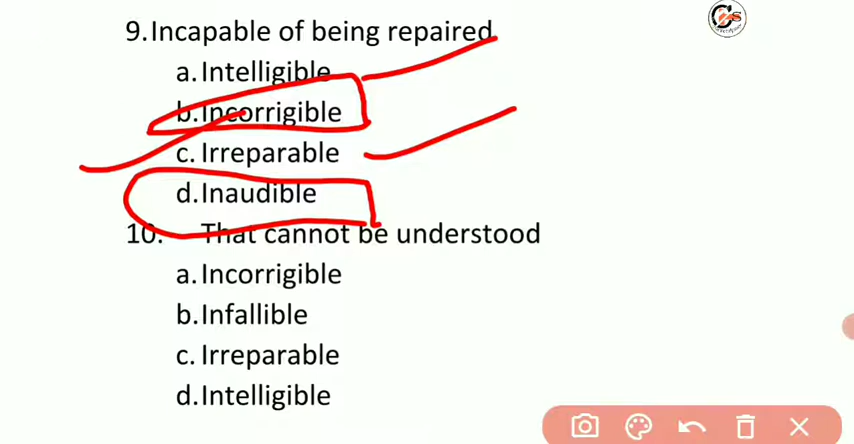 9.Incapable of being repaired
a.Intelligible
b.Incorrigible
c.Irreparable
d.Inaudible
10. That cannot be understood
a.Incorrigible
b.Infallible
c.Irreparable
d.Intelligible